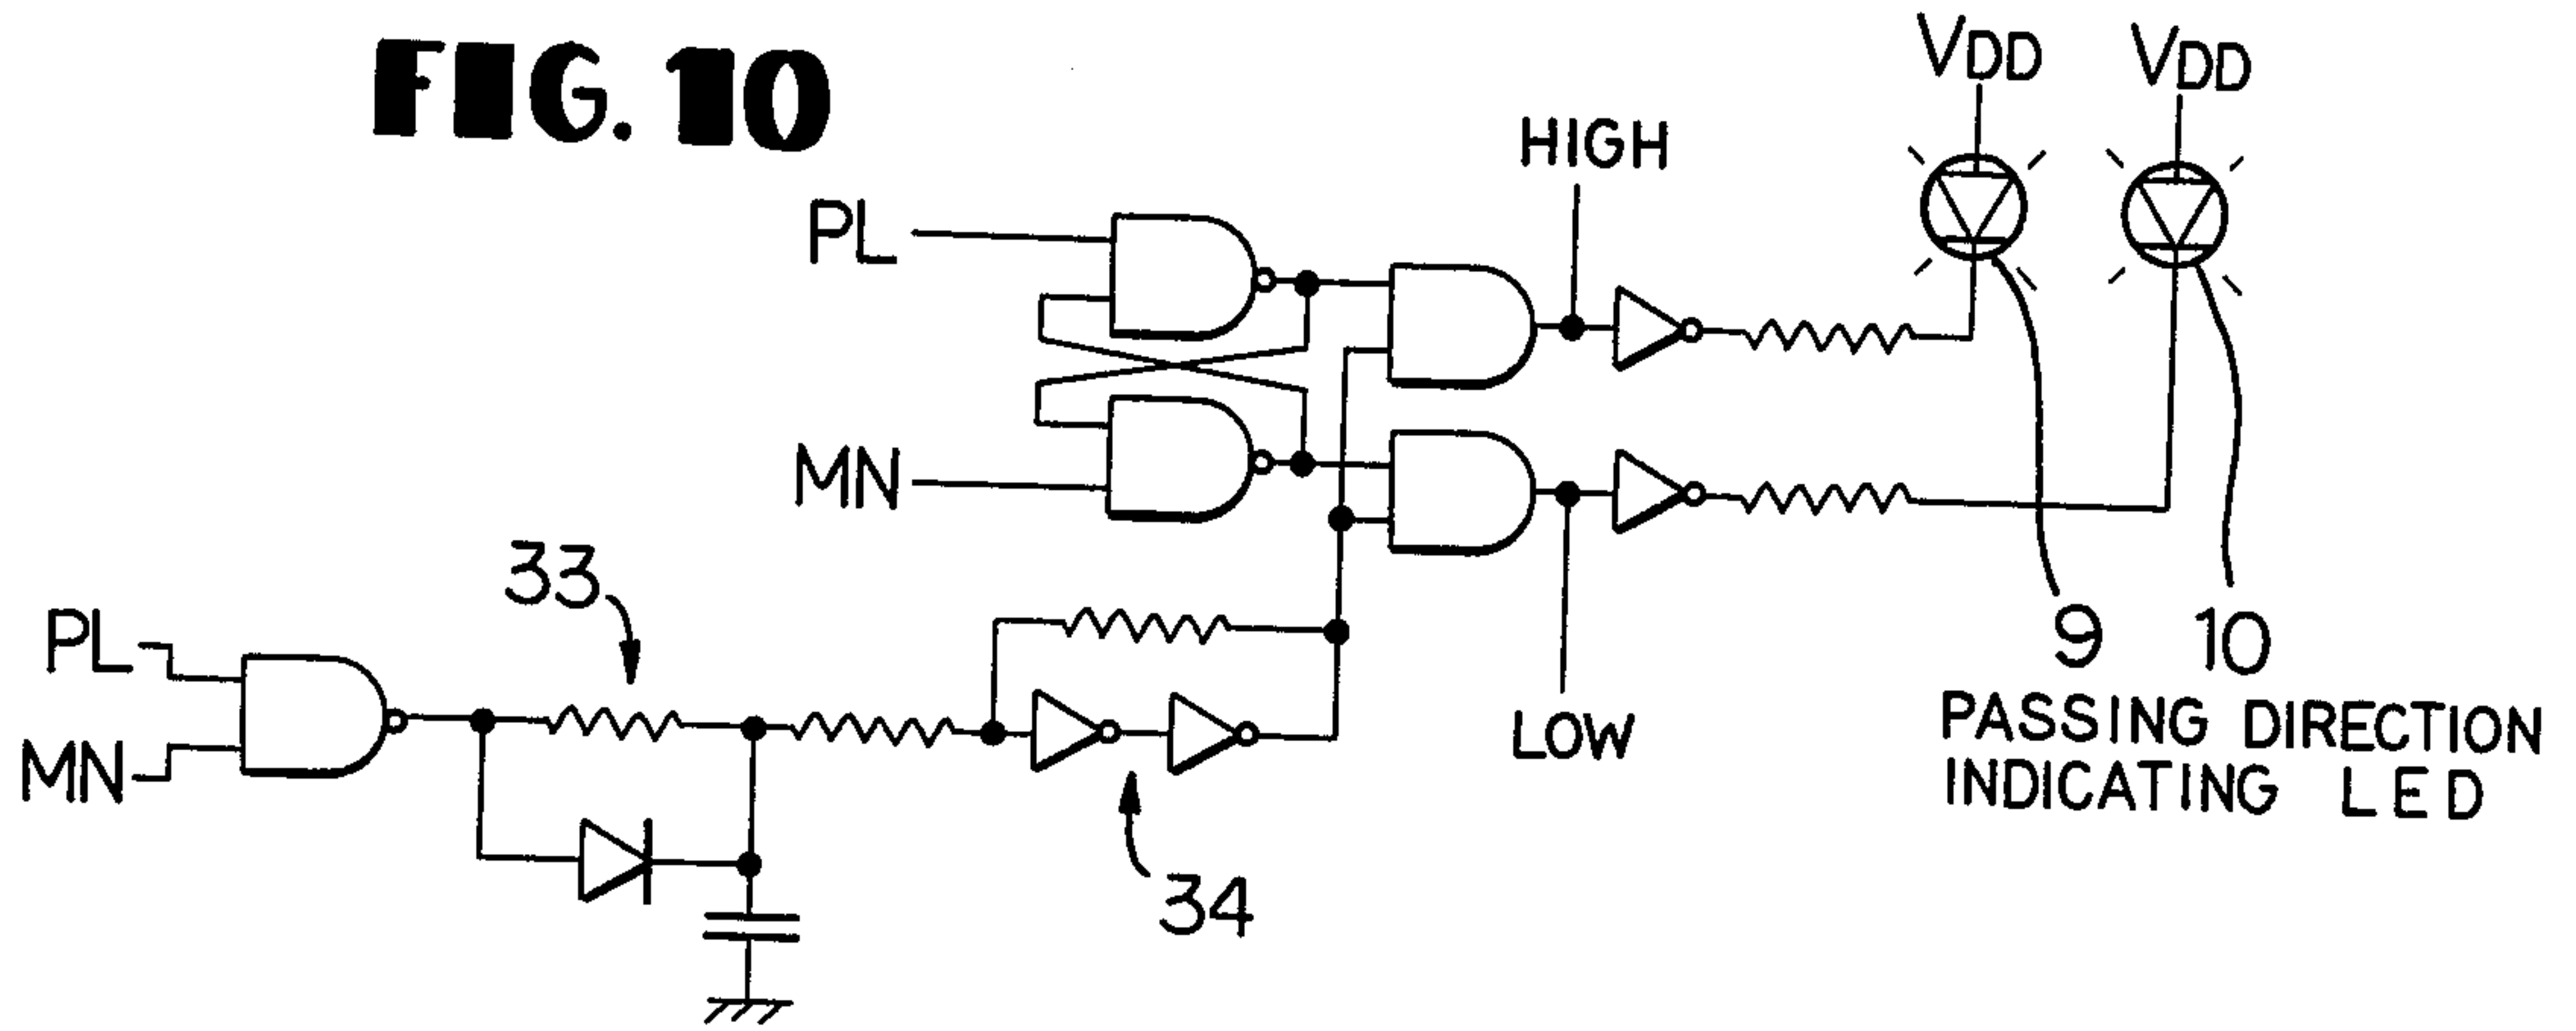 FIG. 10
VDD
VDD
HIGH
PL
MN
33
PL
MN
34
LOW
9
10
PASSING DIRECTION
INDICATING LED